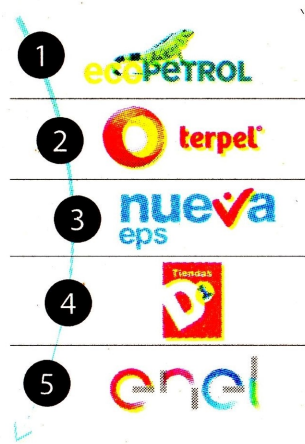 1
ecoPETROL
2
terpel
3
nueva
eps
4
Tiendas
D1
5
enel